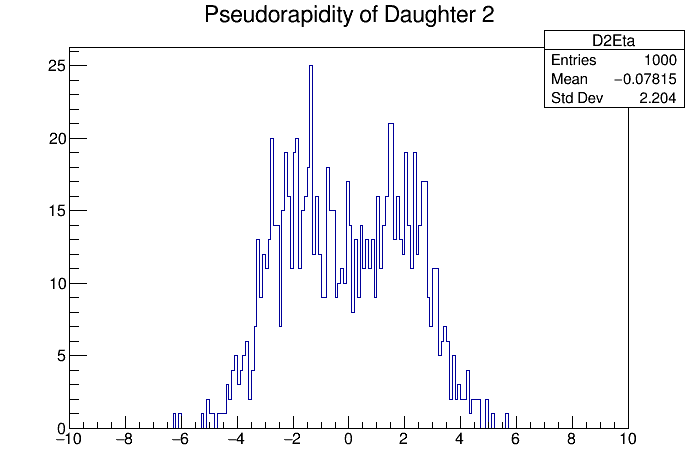 Pseudorapidity of Daughter 2
D2Eta
Entries 1000
Mean −0.07815
Std Dev 2.204
25
20
15
10
5
0
−10 −8 −6 −4 −2 0 2 4 6 8 10